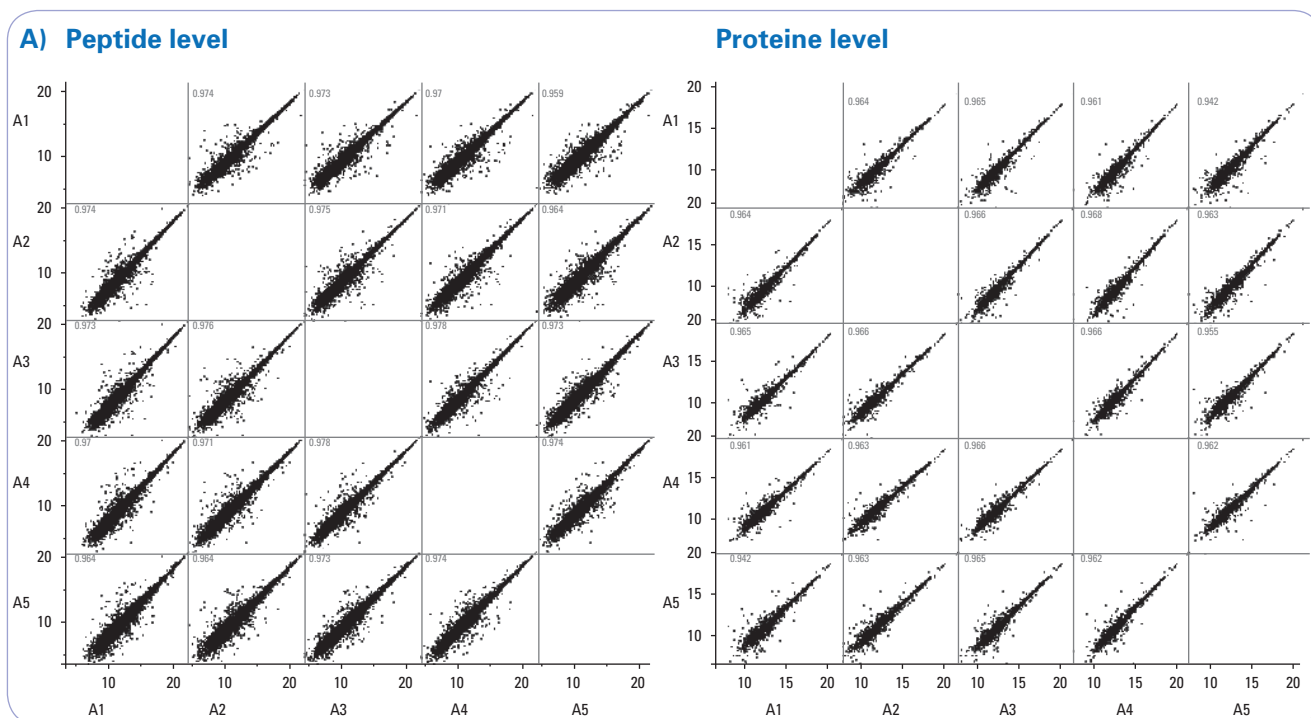 A) Peptide level Proteine level
20 0.974 0.973 0.97 0.959 20 0.964 0.965 0.961 0.942
A1 A1 15
10 10
20 0.974 0.975 0.971 0.964 20 0.964 0.966 0.968 0.963
A2 A2 15
10 10
20 0.973 0.976 0.978 0.973 20 0.965 0.966 0.966 0.955
A3 A3 15
10 10
20 0.97 0.971 0.978 0.974 20 0.961 0.963 0.966 0.962
A4 A4 15
10 10
20 0.964 0.964 0.973 0.974 20 0.942 0.963 0.965 0.962
A5 A5 15
10 10
10 20 10 20 10 20 10 20 10 20 10 15 20 10 15 20 10 15 20 10 15 20 10 15 20
A1 A2 A3 A4 A5 A1 A2 A3 A4 A5